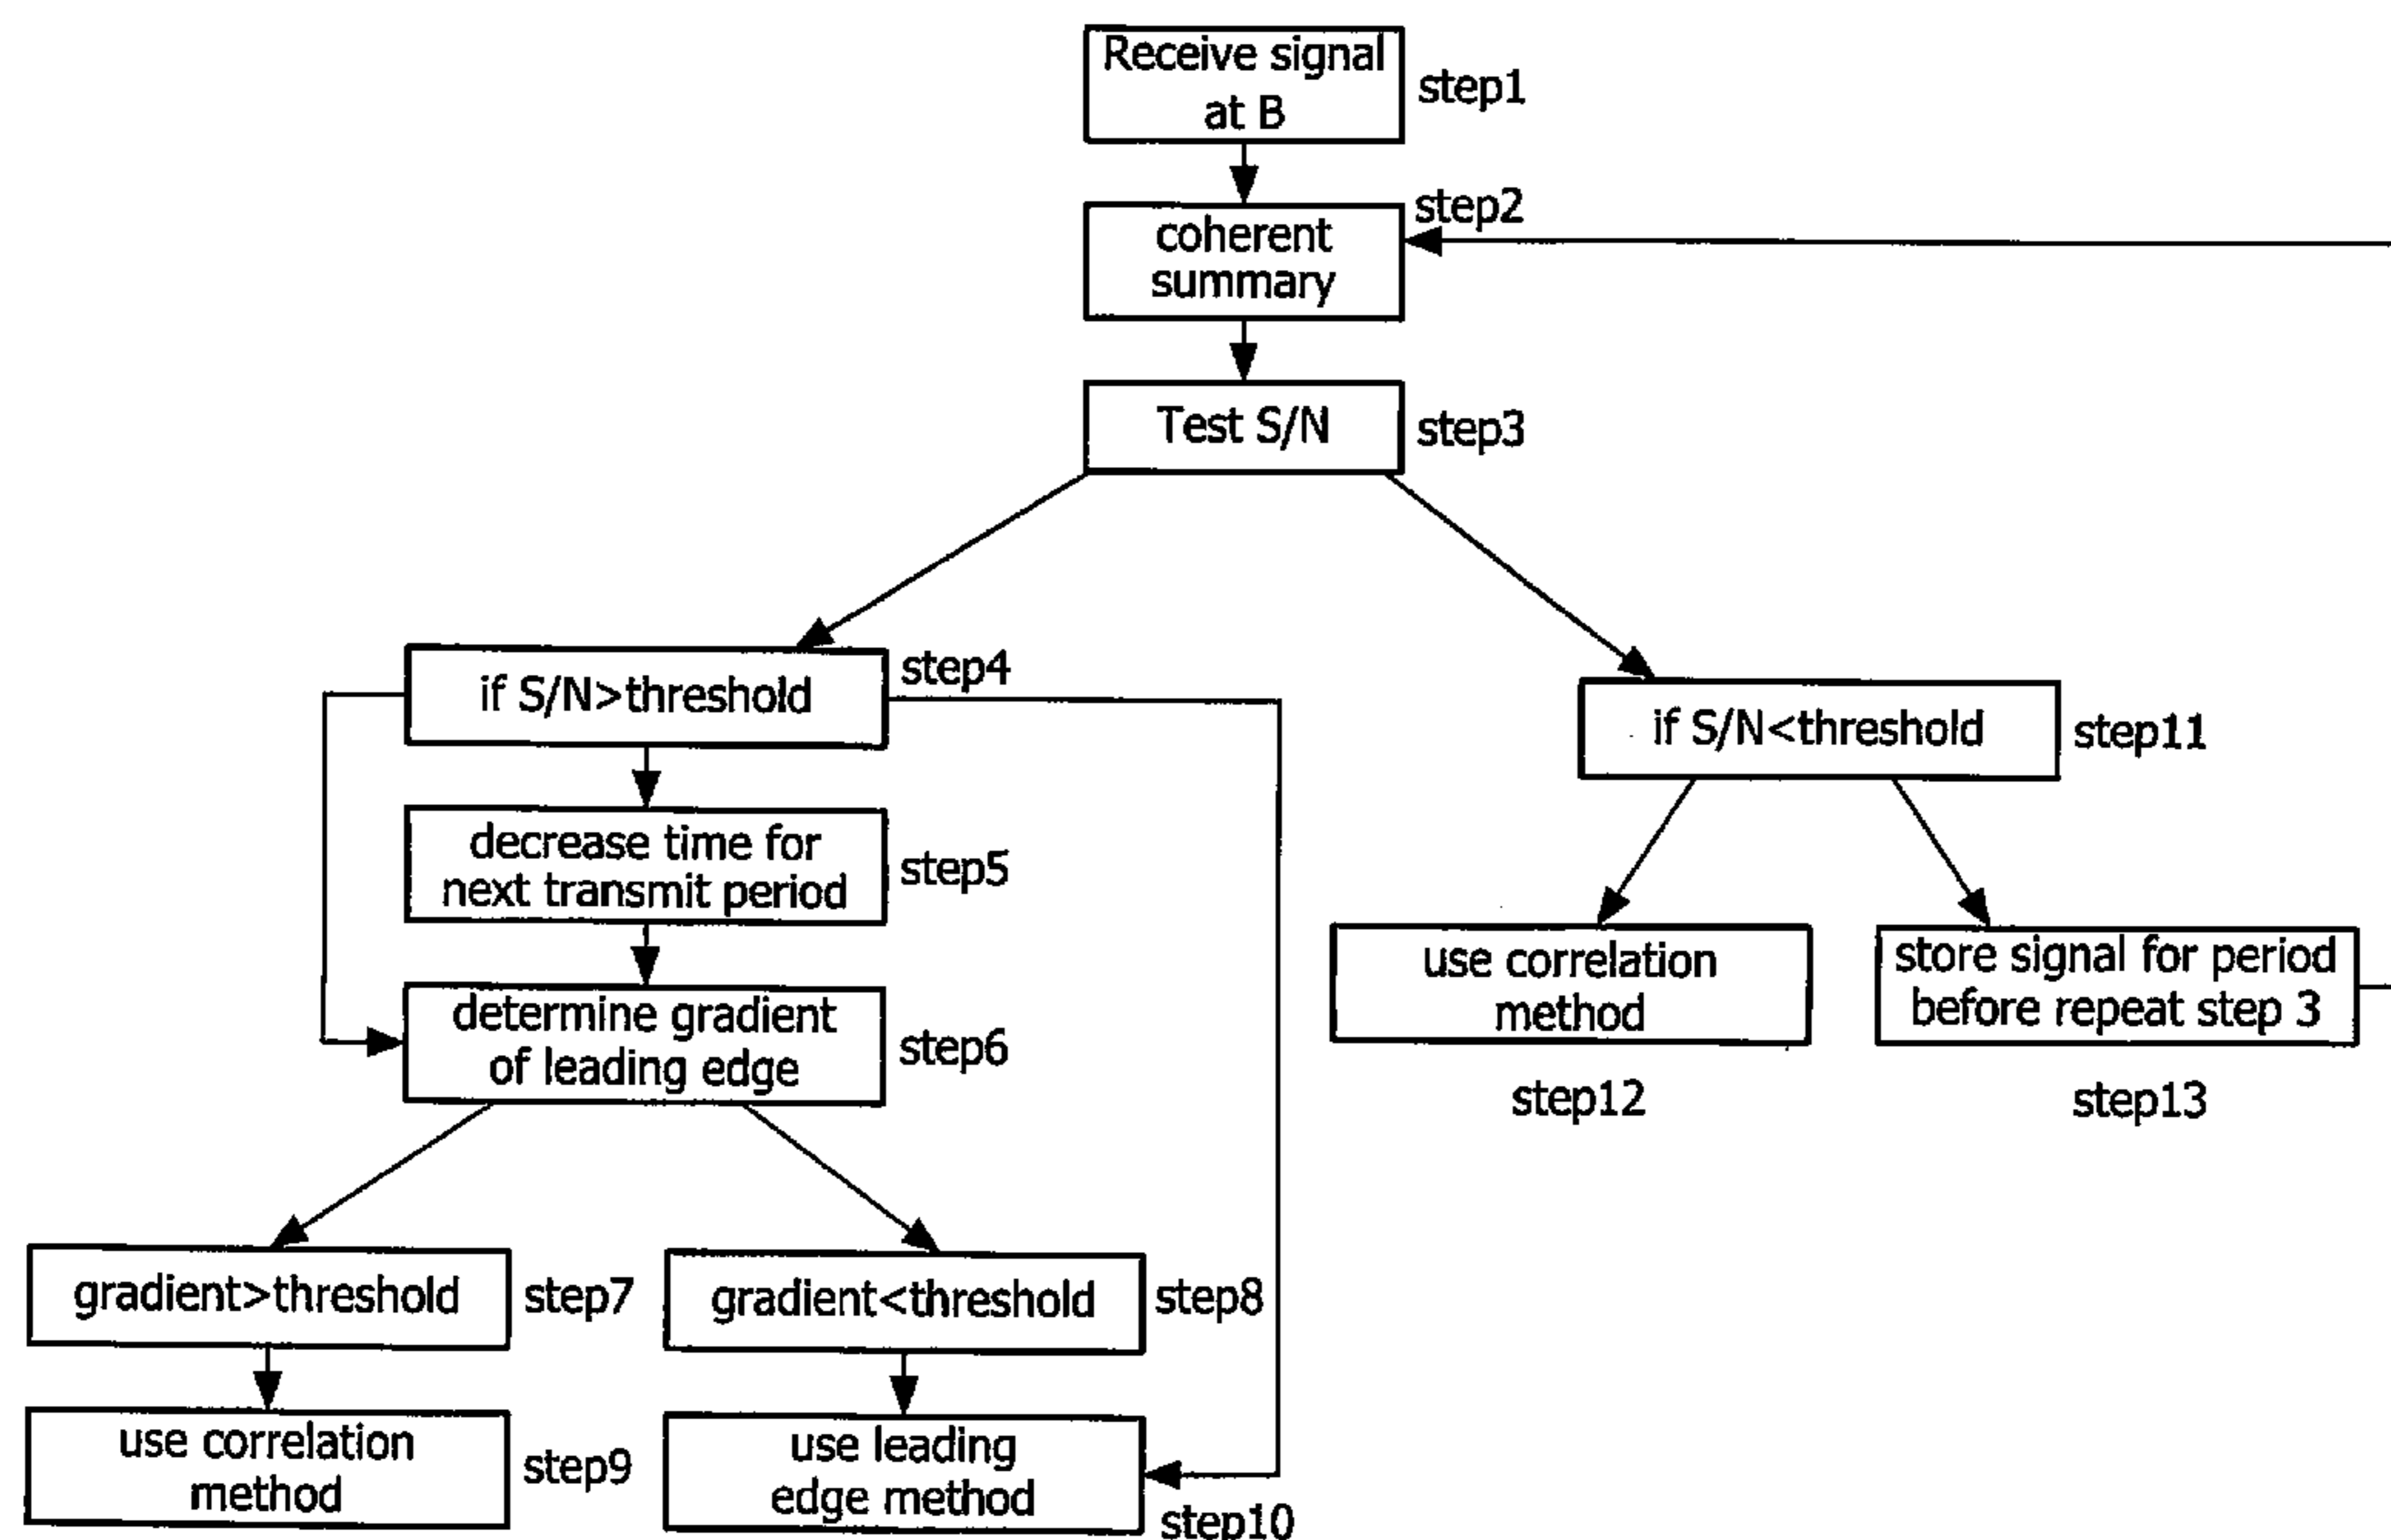 Receive signal
at B
step1
step2
coherent
summary
Test S/N
step3
if S/N>threshold
step4
if S/N<threshold
step11
decrease time for
next transmit period
step5
use correlation
method
step12
store signal for period
before repeat step 3
step13
determine gradient
of leading edge
step6
gradient>threshold
step7
gradient<threshold
step8
use correlation
method
step9
use leading
edge method
step10